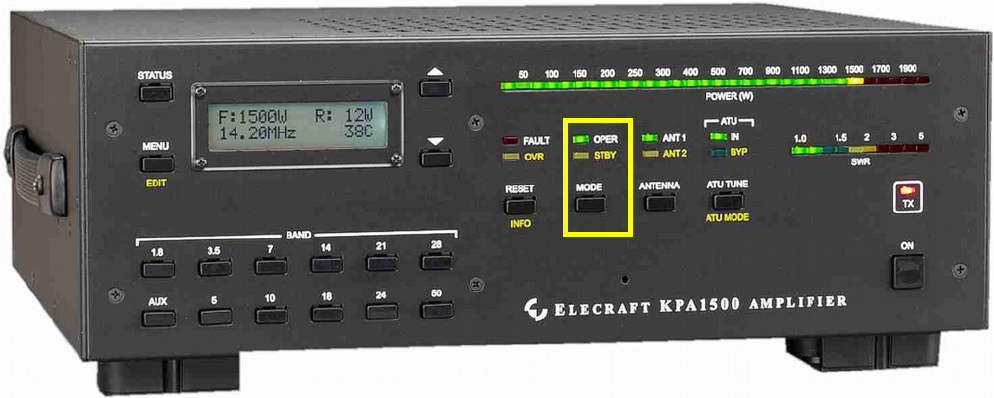 STATUS
F:1500W R: 12W
14.20MHz 38C
MENU
EDIT
50 100 150 200 250 300 400 500 700 900 1100 1300 1500 1700 1900
POWER (W)
FAULT
OVR
OPER
STBY
ANT 1
ANT 2
ATU
IN
BYP
1.0 1.5 2 3 5
SWR
RESET
INFO
MODE
ANTENNA
ATU TUNE
ATU MODE
TX
ON
BAND
1.8 3.5 7 14 21 28
AUX 5 10 18 24 50
ELECRAFT KPA1500 AMPLIFIER